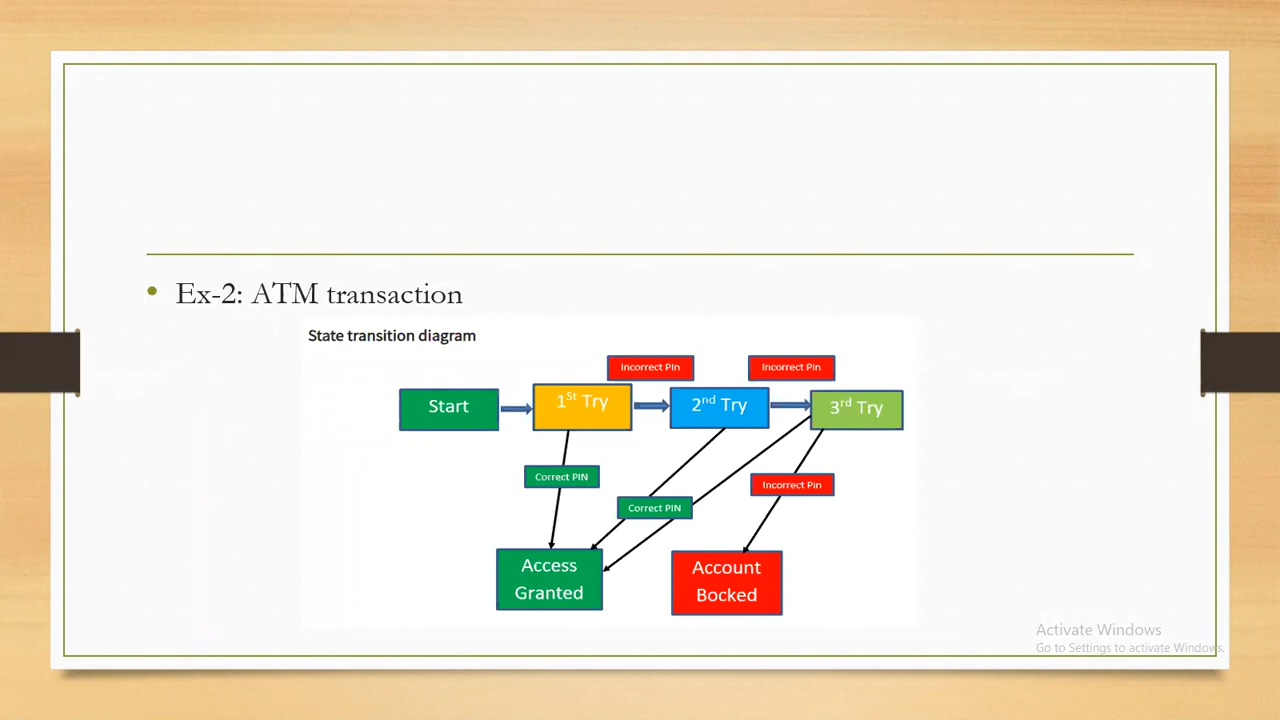 • Ex-2: ATM transaction
State transition diagram
Incorrect Pin
Incorrect Pin
Start
1St Try
2nd Try
3rd Try
Correct PIN
Incorrect Pin
Correct PIN
Access
Granted
Account
Bocked
Activate Windows
Go to Settings to activate Windows.